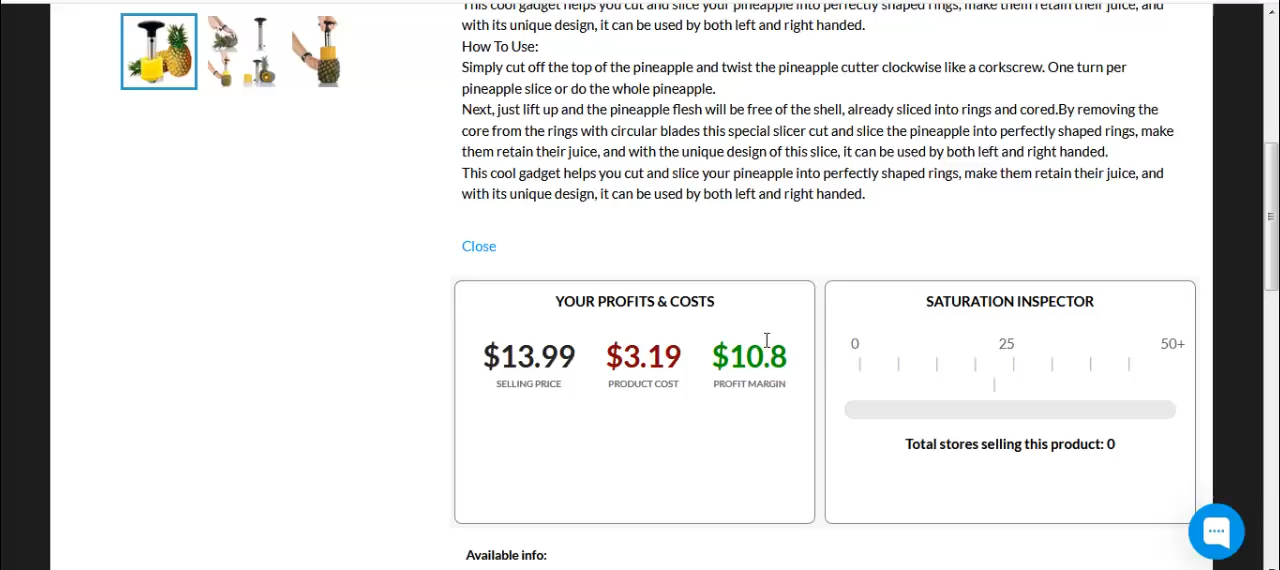 This cool gadget helps you cut and slice your pineapple into perfectly shaped rings, make them retain their juice, and
with its unique design, it can be used by both left and right handed.
How To Use:
Simply cut off the top of the pineapple and twist the pineapple cutter clockwise like a corkscrew. One turn per
pineapple slice or do the whole pineapple.
Next, just lift up and the pineapple flesh will be free of the shell, already sliced into rings and cored.By removing the
core from the rings with circular blades this special slicer cut and slice the pineapple into perfectly shaped rings, make
them retain their juice, and with the unique design of this slice, it can be used by both left and right handed.
This cool gadget helps you cut and slice your pineapple into perfectly shaped rings, make them retain their juice, and
with its unique design, it can be used by both left and right handed.
Close
YOUR PROFITS & COSTS
$13.99 $3.19 $10.8
SELLING PRICE PRODUCT COST PROFIT MARGIN
SATURATION INSPECTOR
0 25 50+
Total stores selling this product: 0
Available info: